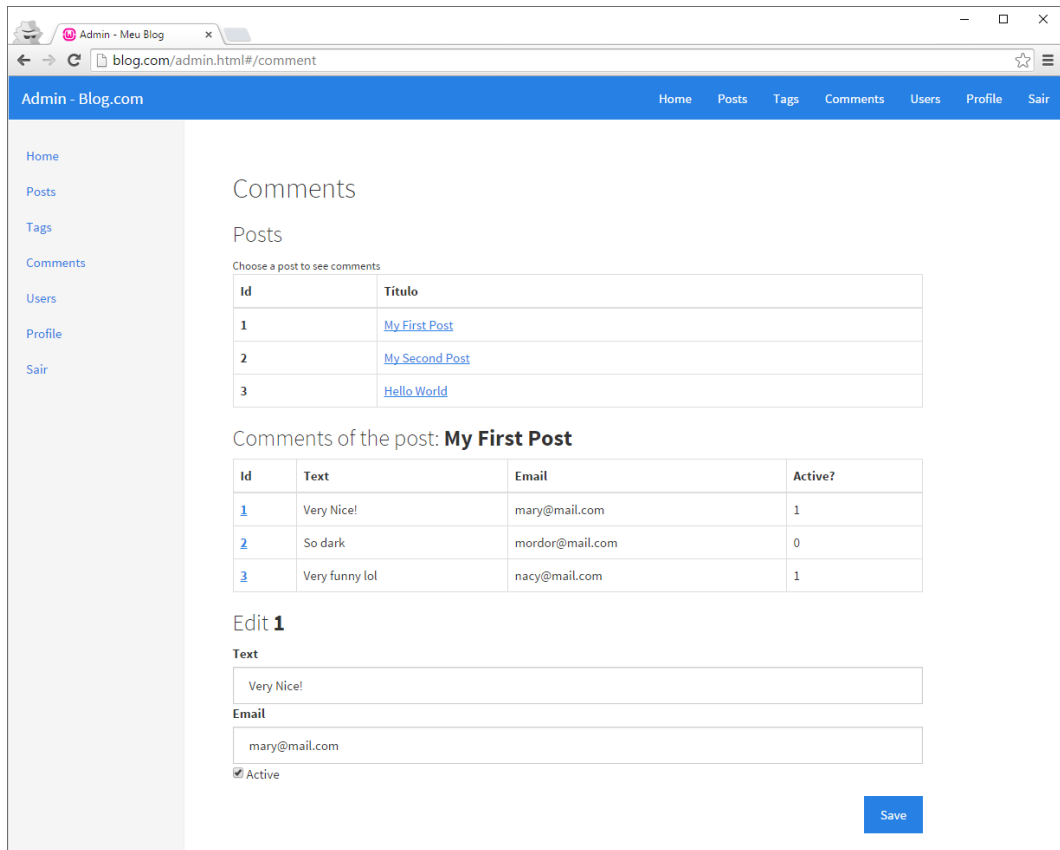 Admin - Meu Blog
blog.com/admin.html#/comment
Admin - Blog.com Home Posts Tags Comments Users Profile Sair
Home
Posts
Tags
Comments
Users
Profile
Sair
Comments
Posts
Choose a post to see comments
Id Título
1 My First Post
2 My Second Post
3 Hello World
Comments of the post: My First Post
Id Text Email Active?
1 Very Nice! mary@mail.com 1
2 So dark mordor@mail.com 0
3 Very funny lol nacy@mail.com 1
Edit 1
Text
Very Nice!
Email
mary@mail.com
Active
Save